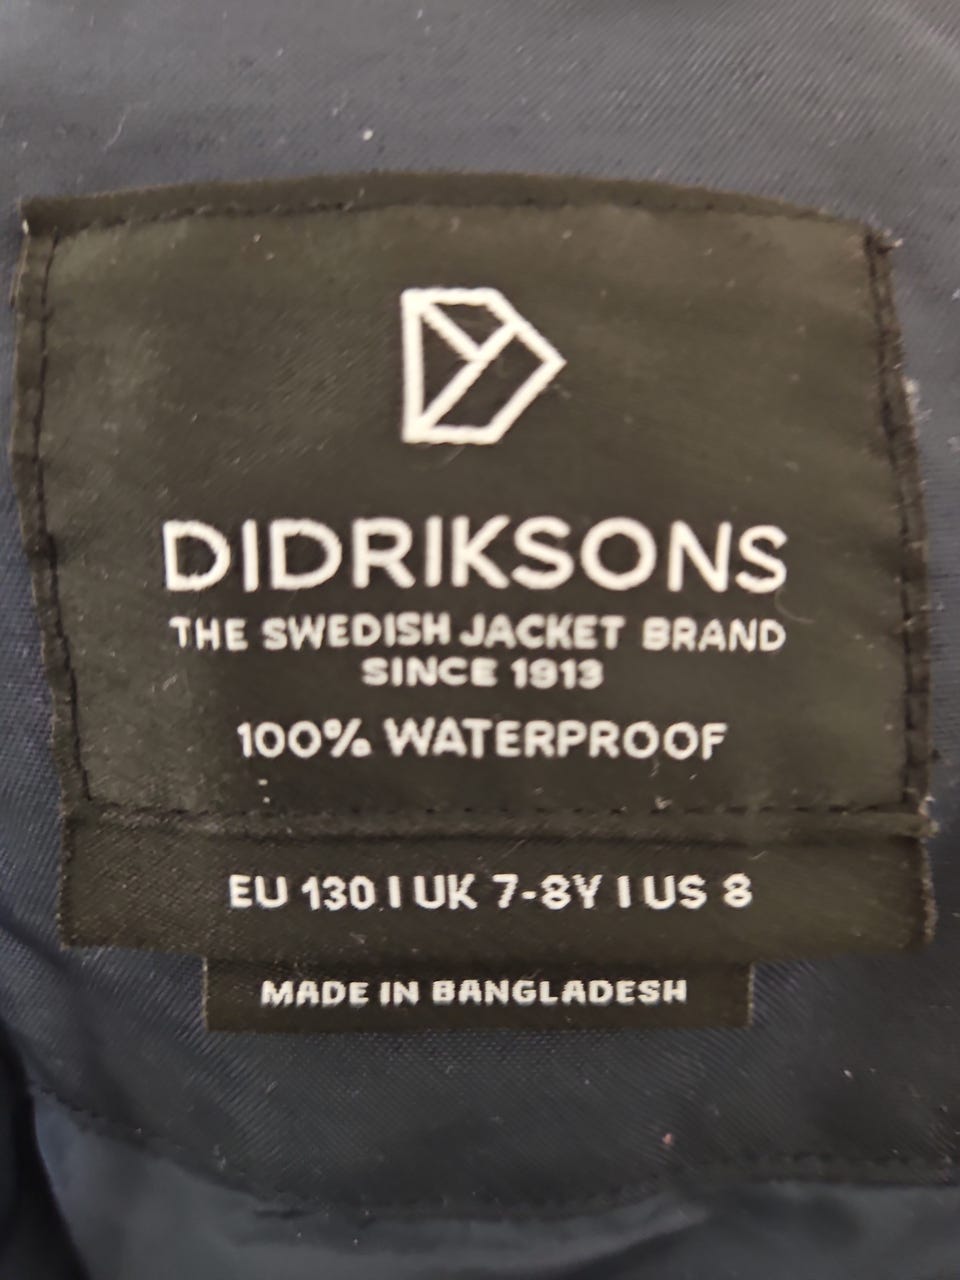 DIDRIKSONS
THE SWEDISH JACKET BRAND
SINCE 1913
100% WATERPROOF
EU 130 I UK 7-8Y I US 8
MADE IN BANGLADESH